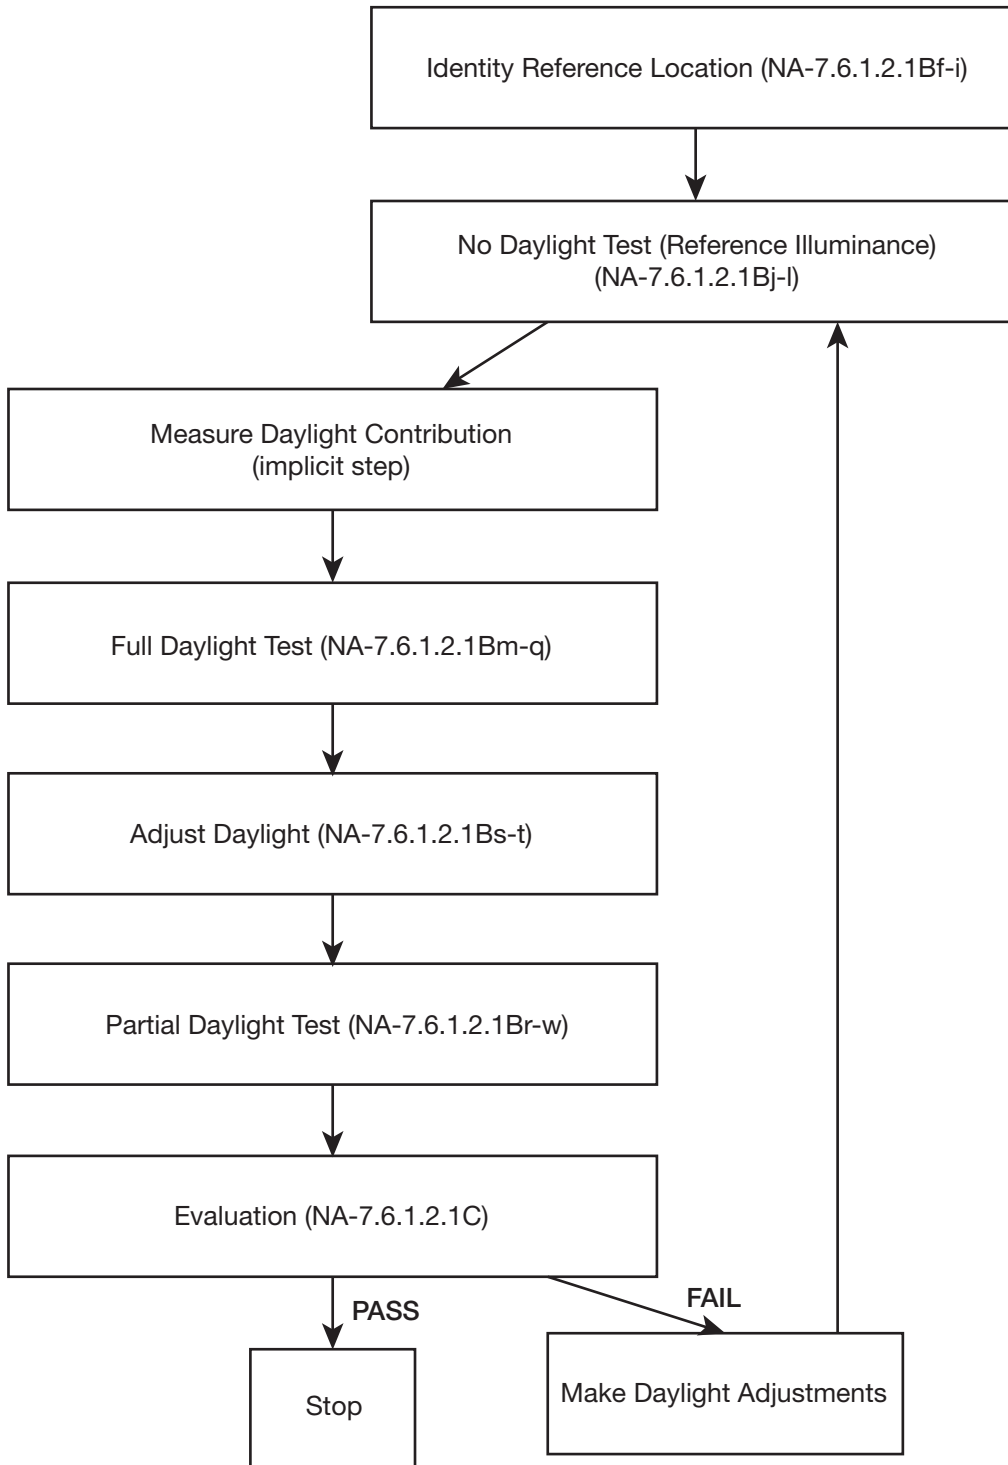 Identity Reference Location (NA-7.6.1.2.1Bf-i)
No Daylight Test (Reference Illuminance)
(NA-7.6.1.2.1Bj-l)
Measure Daylight Contribution
(implicit step)
Full Daylight Test (NA-7.6.1.2.1Bm-q)
Adjust Daylight (NA-7.6.1.2.1Bs-t)
Partial Daylight Test (NA-7.6.1.2.1Br-w)
Evaluation (NA-7.6.1.2.1C)
PASS
FAIL
Stop
Make Daylight Adjustments